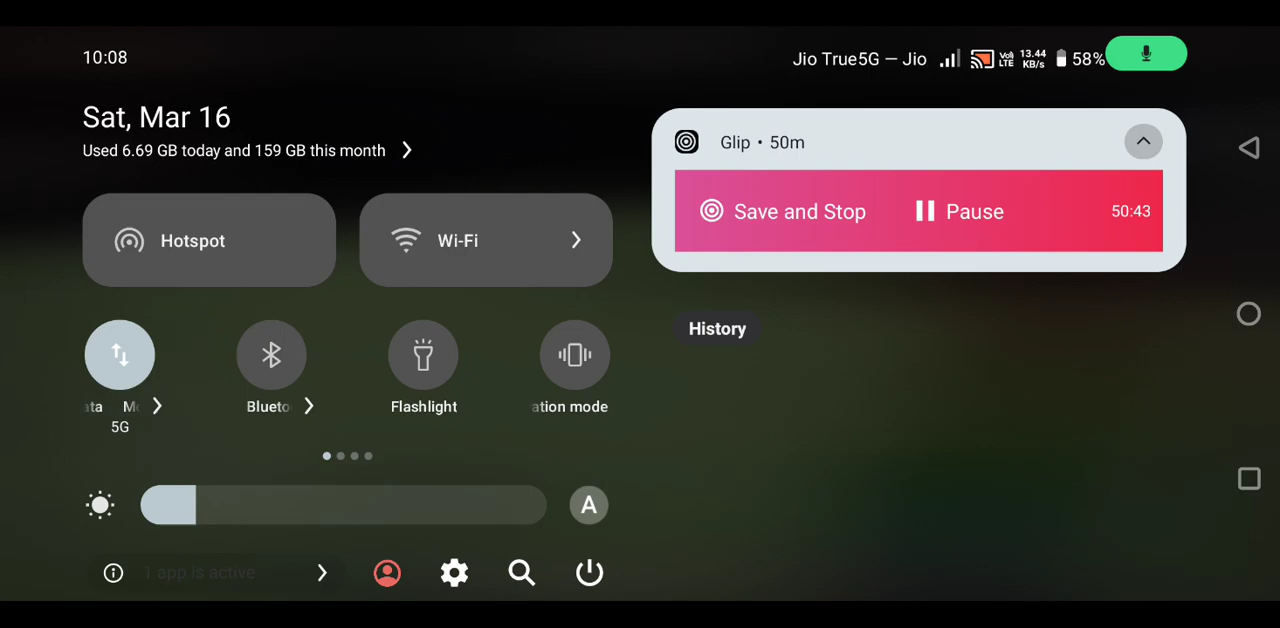 10:08
Jio True5G — Jio
Vo) LTE
13.44 KB/s
58%
Sat, Mar 16
Used 6.69 GB today and 159 GB this month
Glip • 50m
Save and Stop
Pause
50:43
Hotspot
Wi-Fi
History
ata
5G
Blueto
Flashlight
ation mode
A
1 app is active